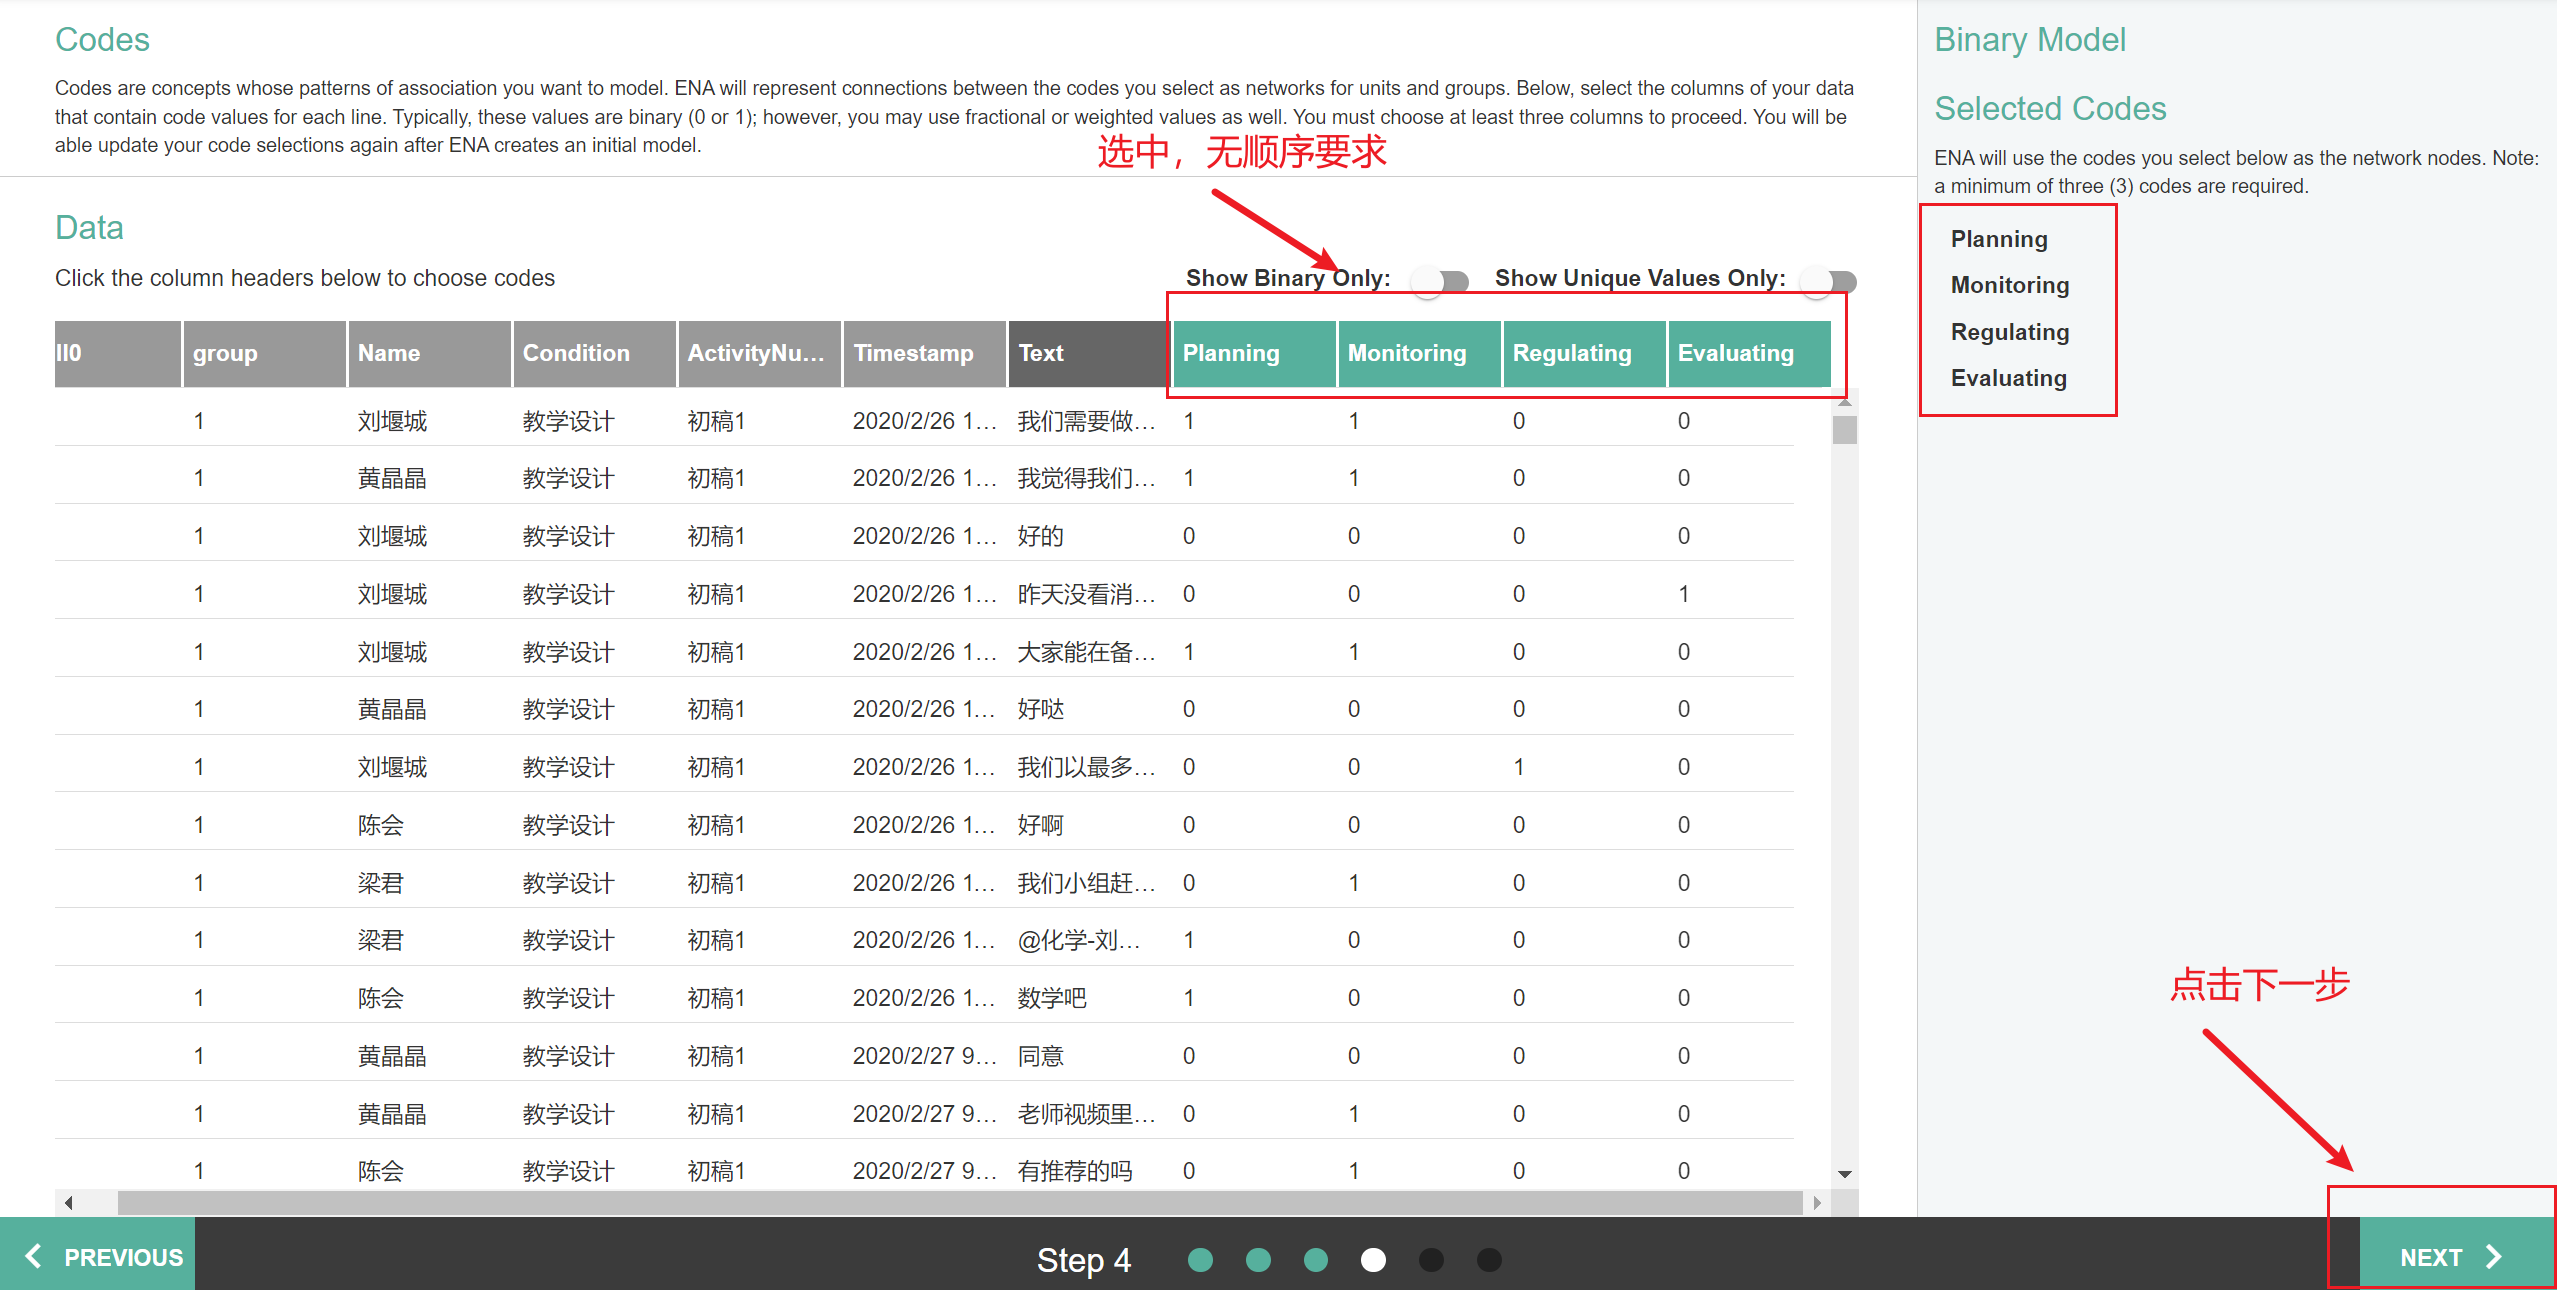 Codes
Codes are concepts whose patterns of association you want to model. ENA will represent connections between the codes you select as networks for units and groups. Below, select the columns of your data
that contain code values for each line. Typically, these values are binary (0 or 1); however, you may use fractional or weighted values as well. You must choose at least three columns to proceed. You will be
able update your code selections again after ENA creates an initial model.
选中，无顺序要求
Data
Click the column headers below to choose codes
Show Binary Only: Show Unique Values Only:
ll0 group Name Condition ActivityNu... Timestamp Text Planning Monitoring Regulating Evaluating
1 刘堰城 教学设计 初稿1 2020/2/26 1... 我们需要做... 1 1 0 0
1 黄晶晶 教学设计 初稿1 2020/2/26 1... 我觉得我们... 1 1 0 0
1 刘堰城 教学设计 初稿1 2020/2/26 1... 好的 0 0 0 0
1 刘堰城 教学设计 初稿1 2020/2/26 1... 昨天没看消... 0 0 0 1
1 刘堰城 教学设计 初稿1 2020/2/26 1... 大家能在备... 1 1 0 0
1 黄晶晶 教学设计 初稿1 2020/2/26 1... 好哒 0 0 0 0
1 刘堰城 教学设计 初稿1 2020/2/26 1... 我们以最多... 0 0 1 0
1 陈会 教学设计 初稿1 2020/2/26 1... 好啊 0 0 0 0
1 梁君 教学设计 初稿1 2020/2/26 1... 我们小组赶... 0 1 0 0
1 梁君 教学设计 初稿1 2020/2/26 1... @化学-刘... 1 0 0 0
1 陈会 教学设计 初稿1 2020/2/26 1... 数学吧 1 0 0 0
1 黄晶晶 教学设计 初稿1 2020/2/27 9... 同意 0 0 0 0
1 黄晶晶 教学设计 初稿1 2020/2/27 9... 老师视频里... 0 1 0 0
1 陈会 教学设计 初稿1 2020/2/27 9... 有推荐的吗 0 1 0 0
Binary Model
Selected Codes
ENA will use the codes you select below as the network nodes. Note:
a minimum of three (3) codes are required.
Planning
Monitoring
Regulating
Evaluating
点击下一步
PREVIOUS
Step 4
NEXT